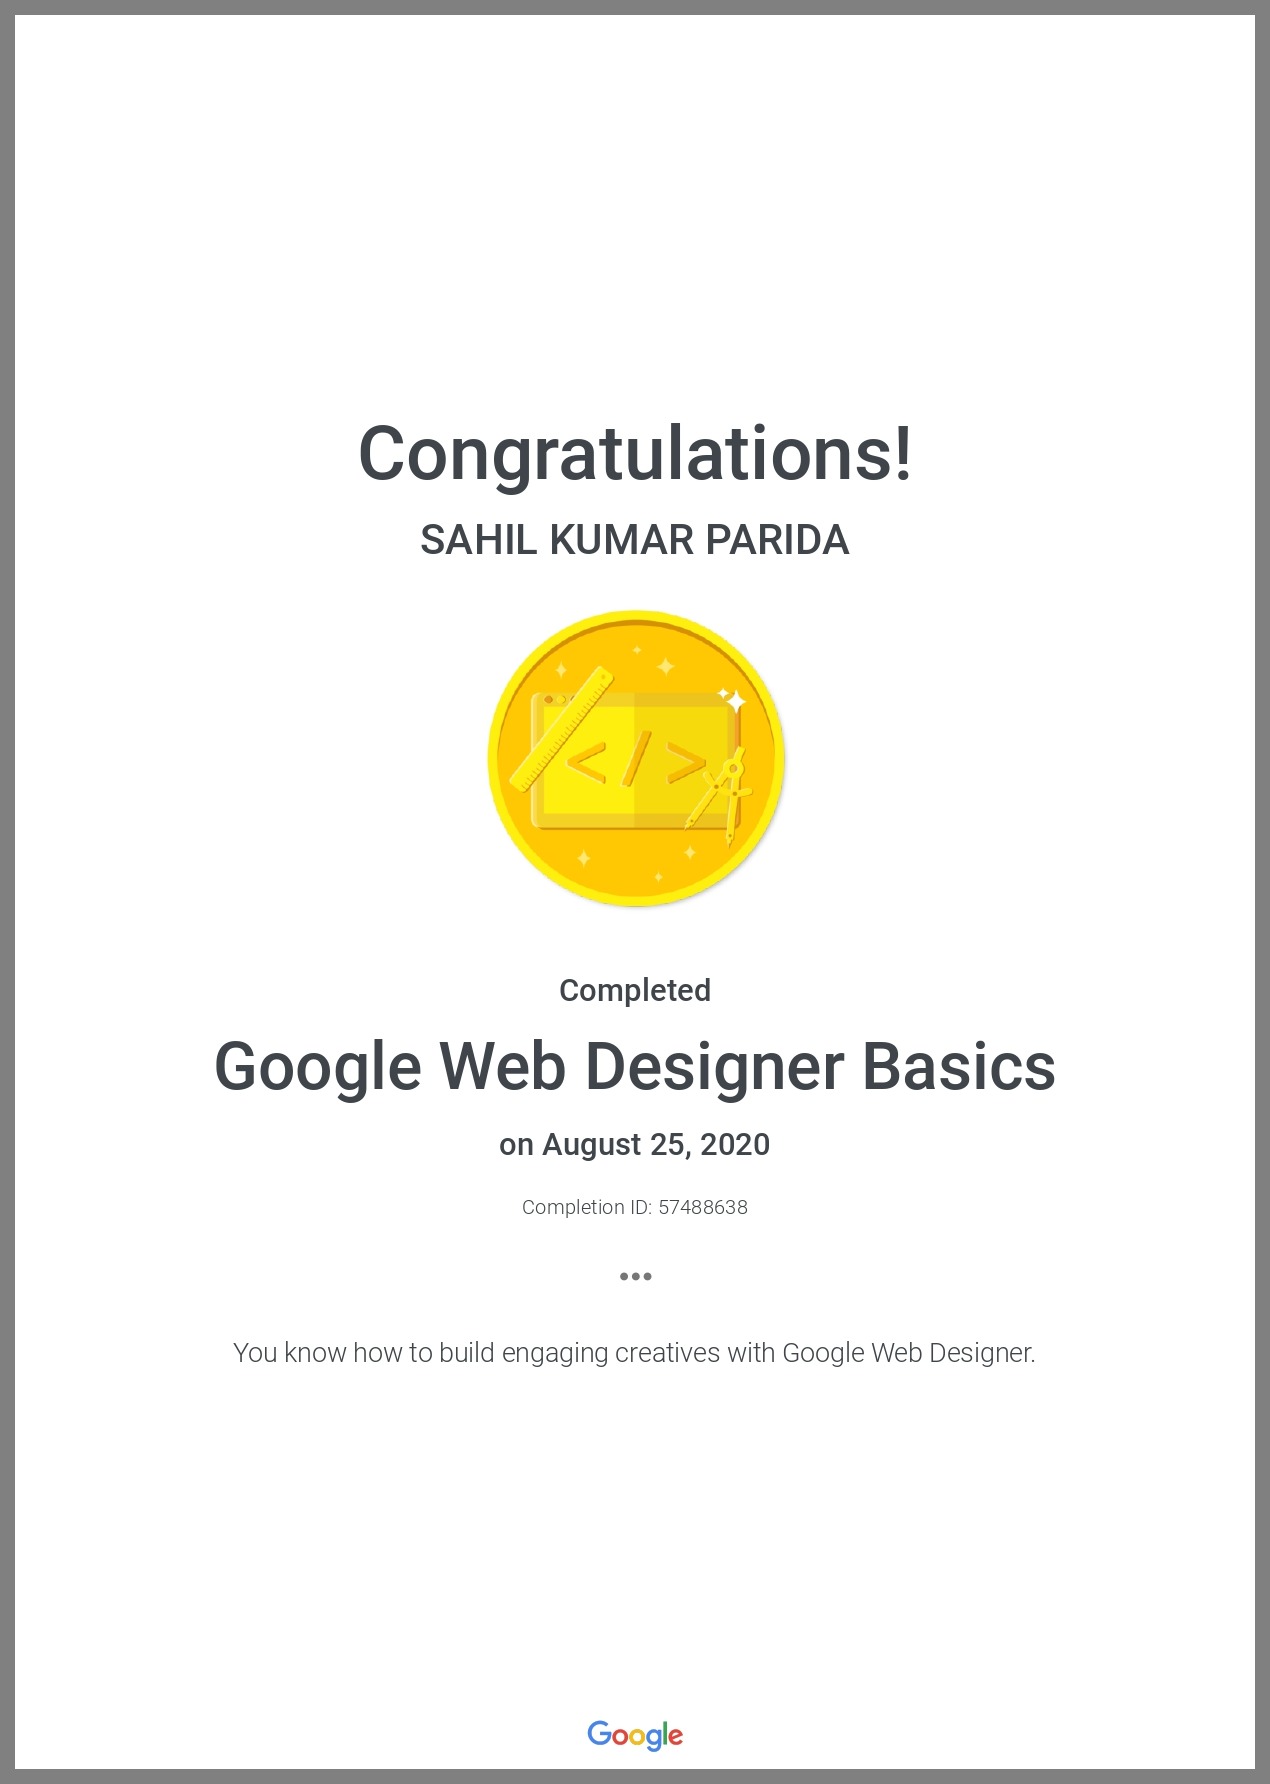 Congratulations!
SAHIL KUMAR PARIDA
</>
Completed
Google Web Designer Basics
on August 25, 2020
Completion ID: 57488638
•••
You know how to build engaging creatives with Google Web Designer.
Google